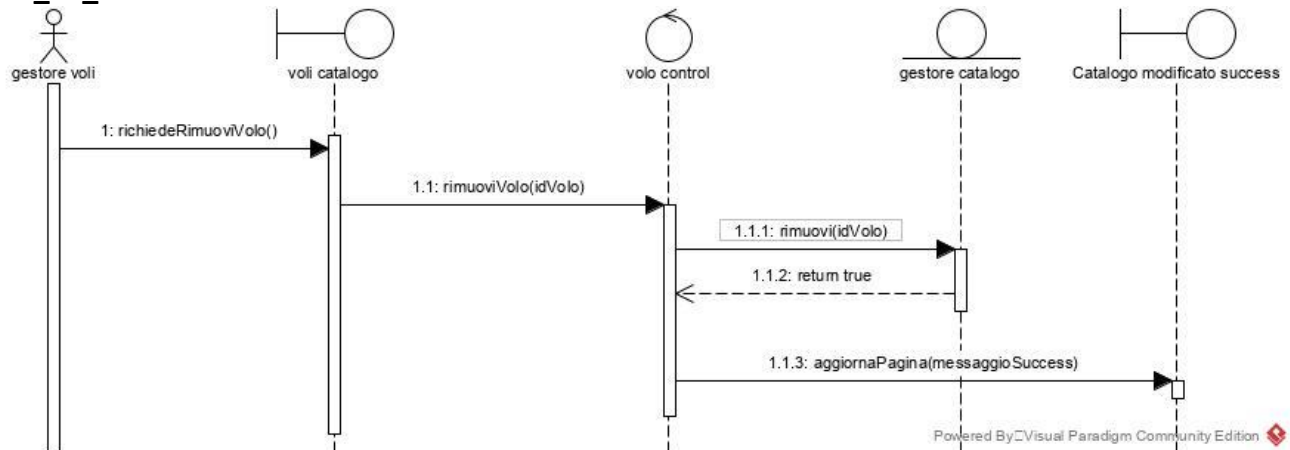 gestore voli
voli catalogo
volo control
gestore catalogo
Catalogo modificato success
1: richiedeRimuoviVolo()
1.1: rimuoviVolo(idVolo)
1.1.1: rimuovi(idVolo)
1.1.2: return true
1.1.3: aggiornaPagina(messaggioSuccess)
Powered By Visual Paradigm Community Edition